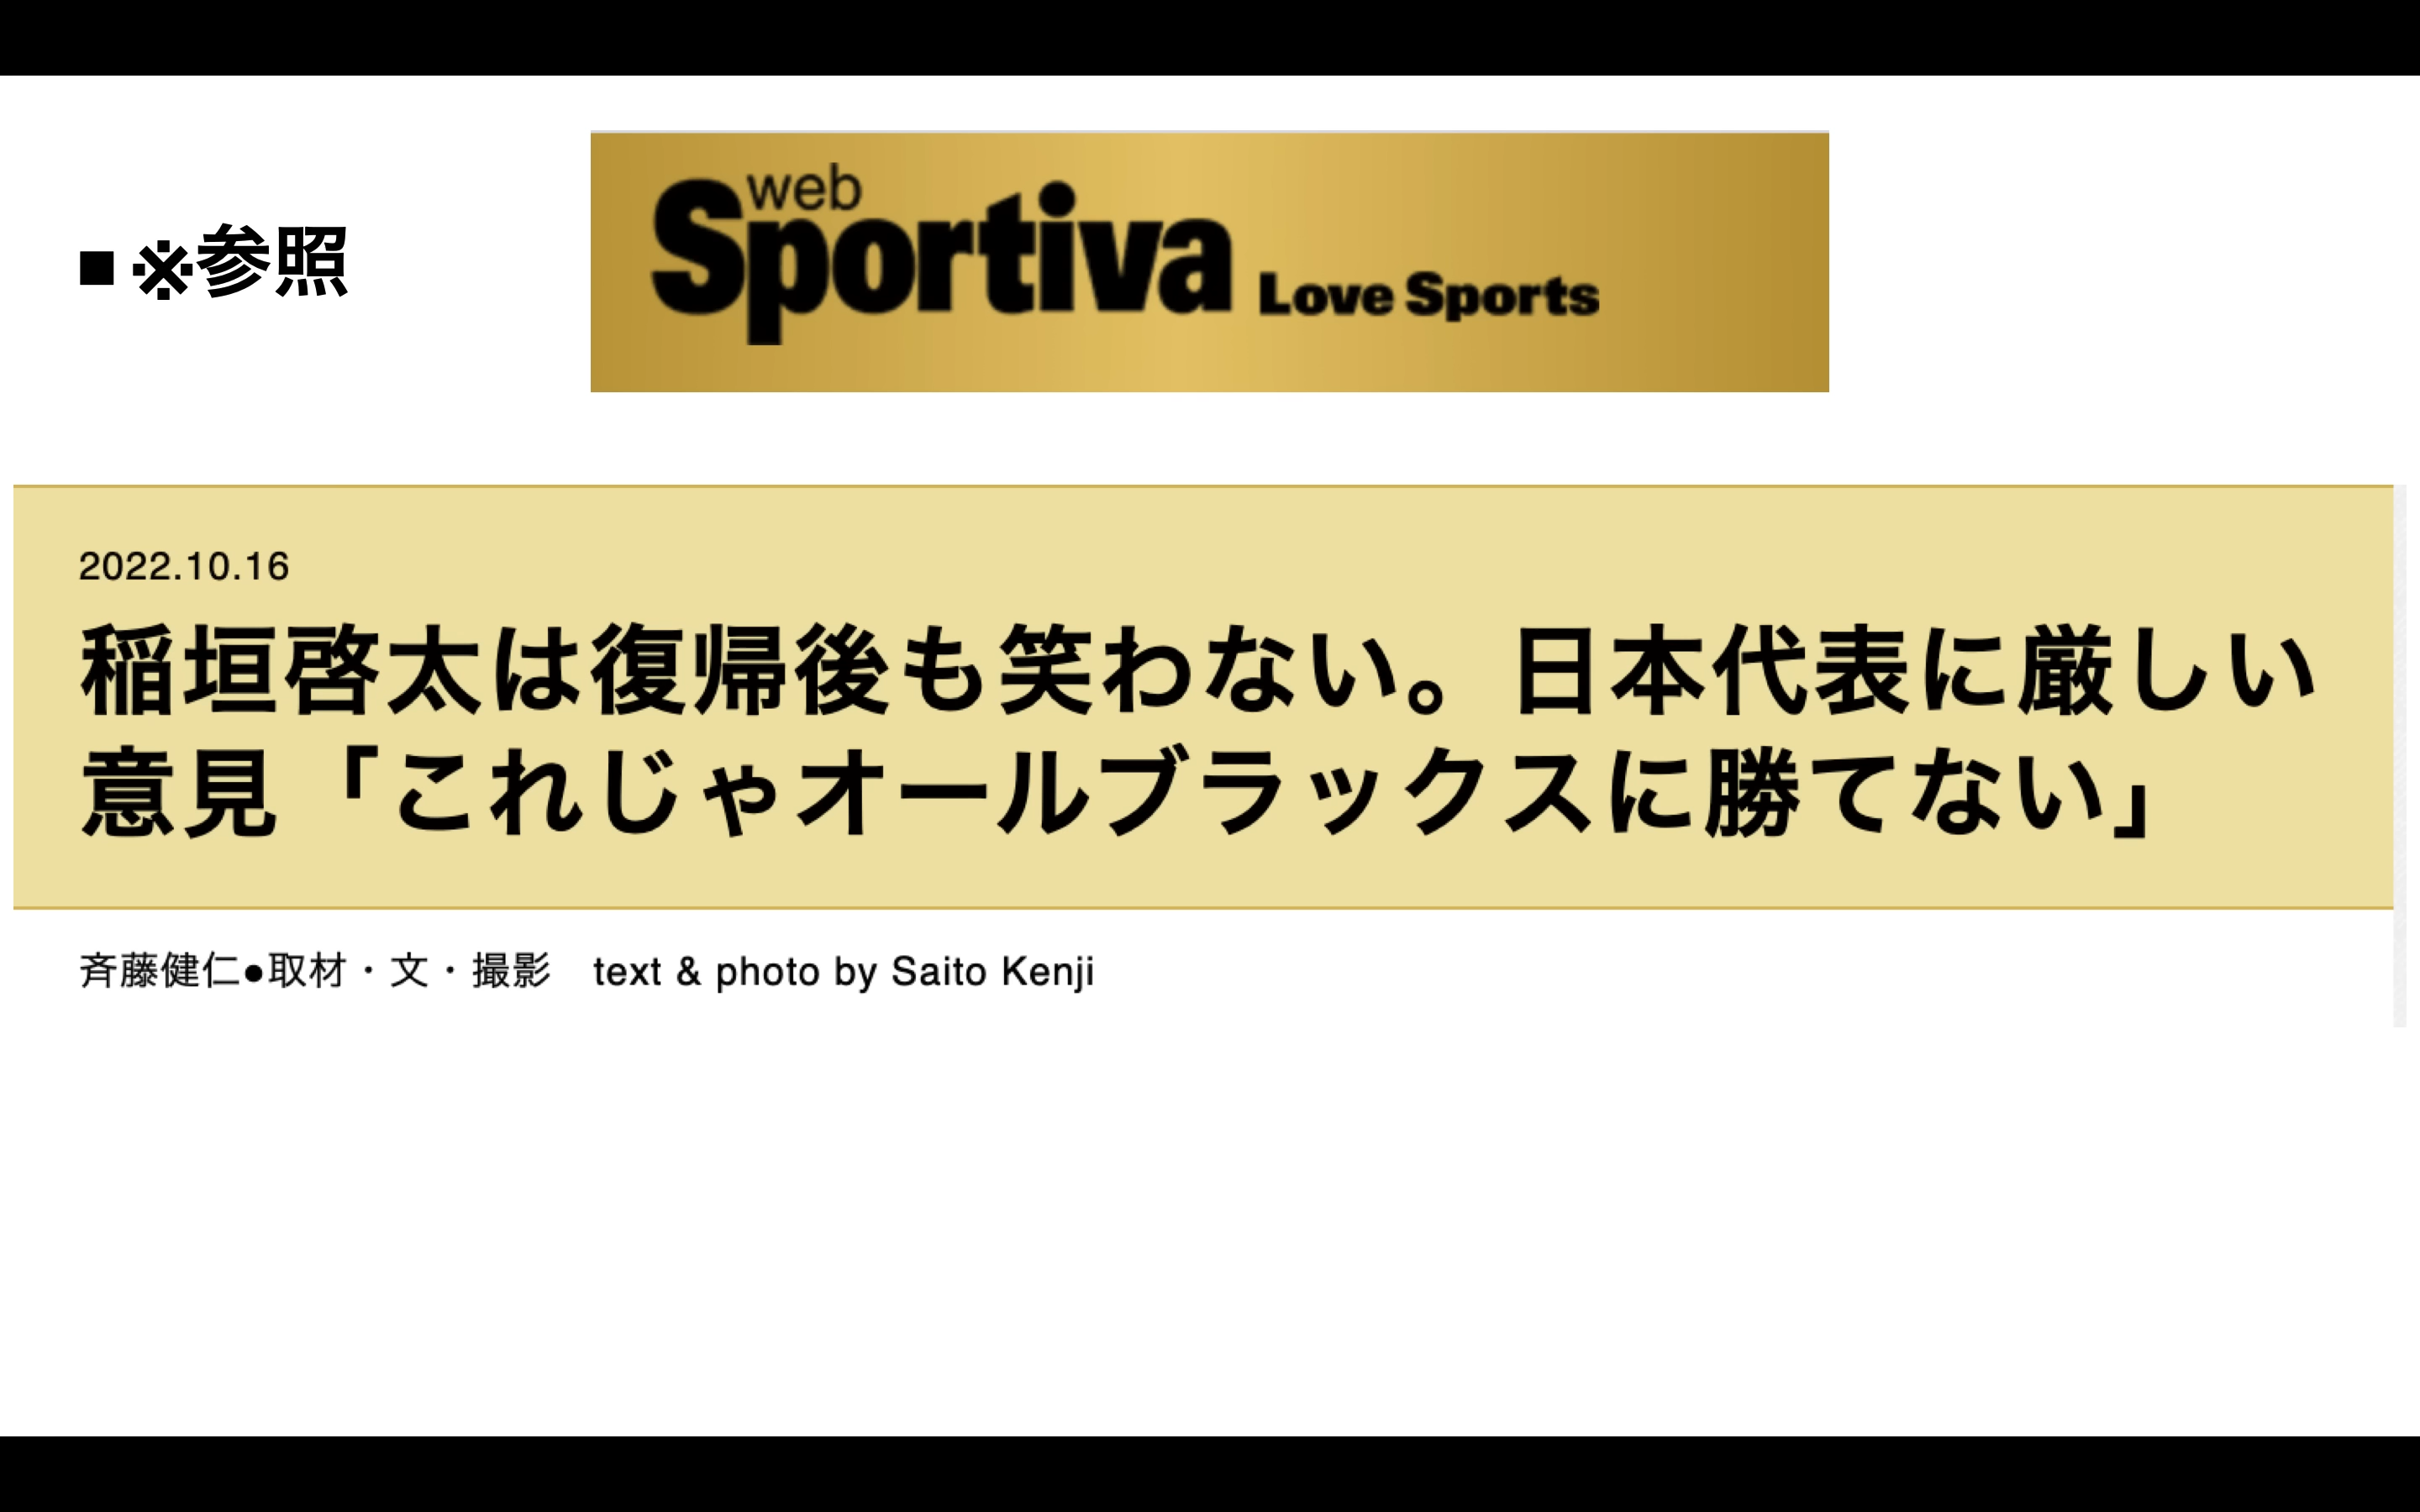 ■※参照
web
Sportiva Love Sports
2022.10.16
稲垣啓太は復帰後も笑わない。日本代表に厳しい
意見「これじゃオールブラックスに勝てない」
斉藤健仁●取材・文・撮影　text & photo by Saito Kenji